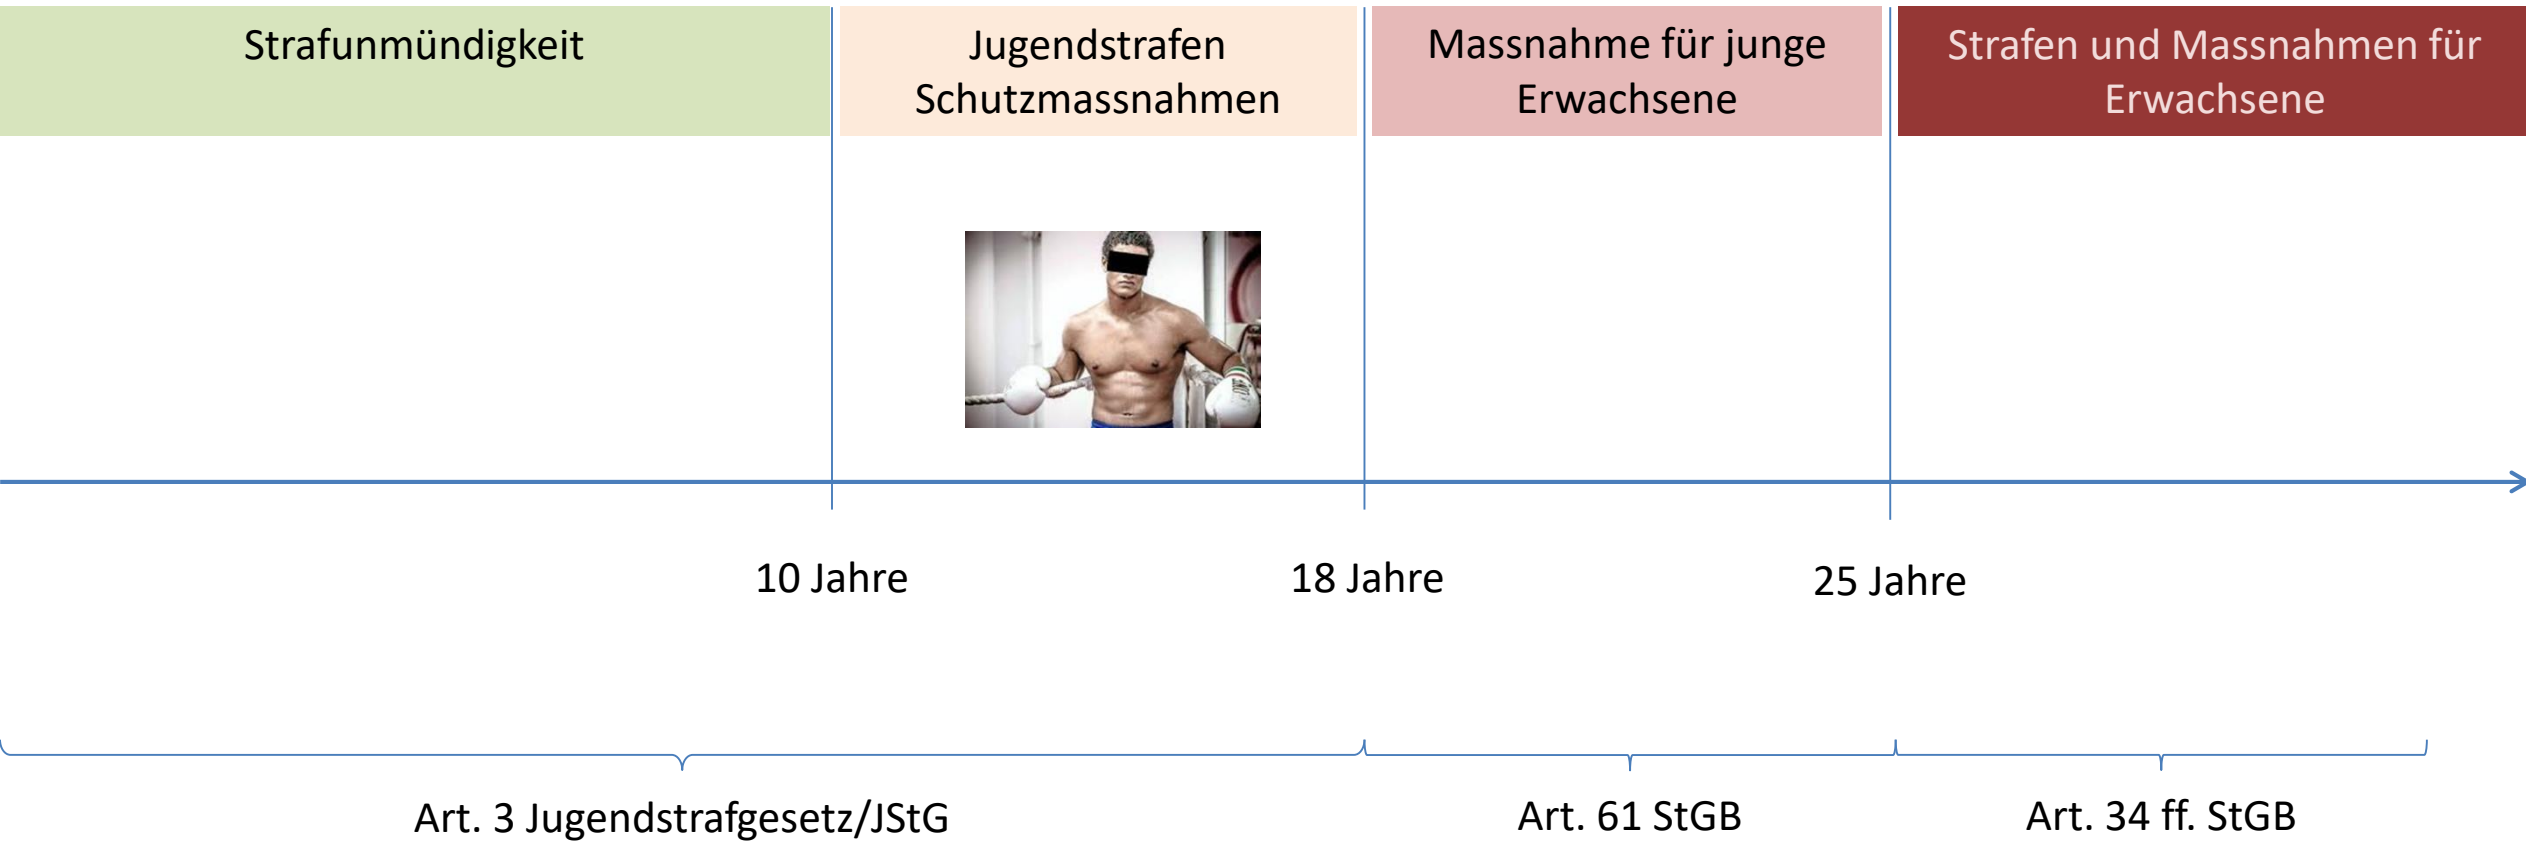 Strafunmündigkeit
Jugendstrafen
Schutzmassnahmen
Massnahme für junge
Erwachsene
Strafen und Massnahmen für
Erwachsene
10 Jahre
18 Jahre
25 Jahre
Art. 3 Jugendstrafgesetz/JStG
Art. 61 StGB
Art. 34 ff. StGB